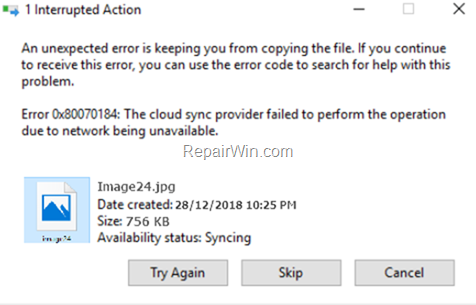 1 Interrupted Action
An unexpected error is keeping you from copying the file. If you continue
to receive this error, you can use the error code to search for help with this
problem.
Error 0x80070184: The cloud sync provider failed to perform the operation
due to network being unavailable.
RepairWin.com
Image24.jpg
Date created: 28/12/2018 10:25 PM
Size: 756 KB
Availability status: Syncing
image24
Try Again
Skip
Cancel